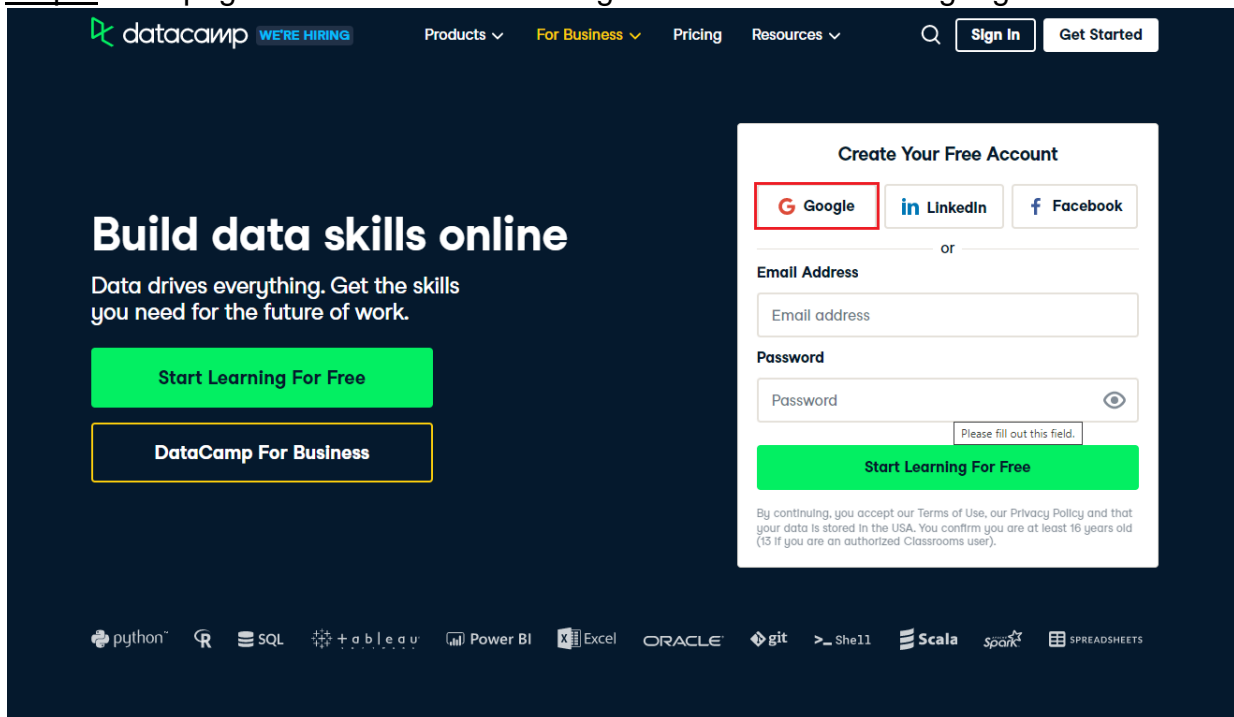 datacamp WE'RE HIRING Products For Business Pricing Resources Sign In Get Started
Create Your Free Account
Google LinkedIn Facebook
or
Build data skills online
Data drives everything. Get the skills
you need for the future of work.
Start Learning For Free
DataCamp For Business
Email Address
Email address
Password
Password
Please fill out this field.
Start Learning For Free
By continuing, you accept our Terms of Use, our Privacy Policy and that
your data is stored in the USA. You confirm you are at least 16 years old
(13 if you are an authorized Classrooms user).
python R SQL +ableau Power BI Excel ORACLE git >_ Shell Scala Spark SPREADSHEETS